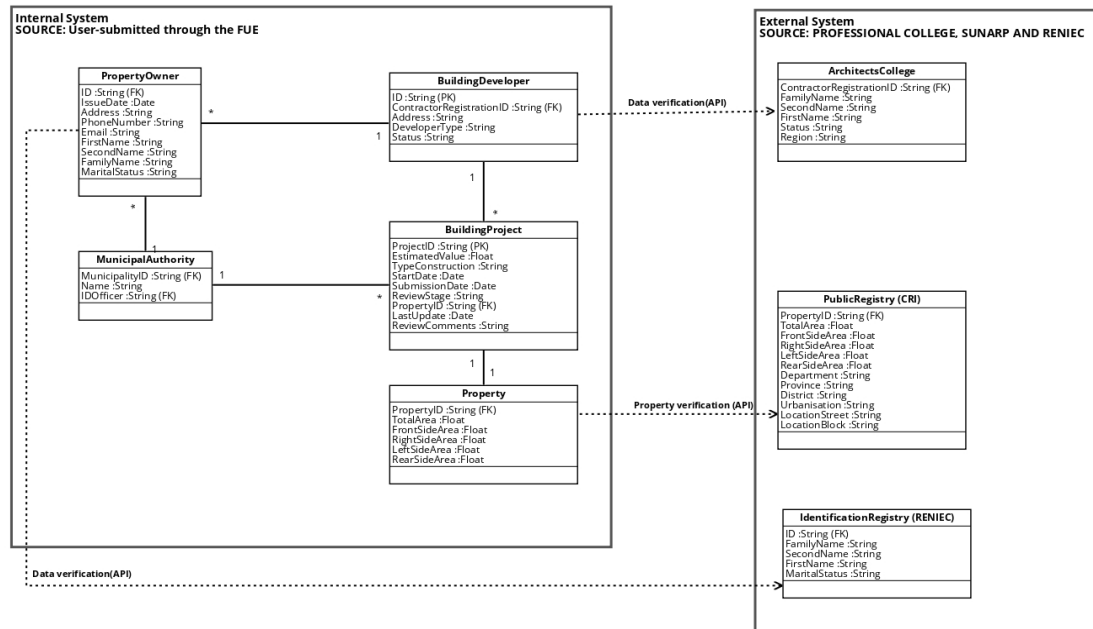 Internal System
SOURCE: User-submitted through the FUE
PropertyOwner
ID :String (FK)
IssueDate :Date
Address :String
PhoneNumber :String
Email :String
FirstName :String
SecondName :String
FamilyName :String
MaritalStatus :String
*
1
BuildingDeveloper
ID :String (PK)
ContractorRegistrationID :String (FK)
Address :String
DeveloperType :String
Status :String
*
1
MunicipalAuthority
MunicipalityID :String (FK)
Name :String
IDOfficer :String (FK)
1
*
1
*
BuildingProject
ProjectID :String (PK)
EstimatedValue :Float
TypeConstruction :String
StartDate :Date
SubmissionDate :Date
ReviewStage :String
PropertyID :String (FK)
LastUpdate :Date
ReviewComments :String
1
1
Property
PropertyID :String (FK)
TotalArea :Float
FrontSideArea :Float
RightSideArea :Float
LeftSideArea :Float
RearSideArea :Float
Data verification(API)
Property verification (API)
Data verification(API)
External System
SOURCE: PROFESSIONAL COLLEGE, SUNARP AND RENIEC
ArchitectsCollege
ContractorRegistrationID :String (FK)
FamilyName :String
SecondName :String
FirstName :String
Status :String
Region :String
PublicRegistry (CRI)
PropertyID :String (FK)
TotalArea :Float
FrontSideArea :Float
RightSideArea :Float
LeftSideArea :Float
RearSideArea :Float
Department :String
Province :String
District :String
Urbanisation :String
LocationStreet :String
LocationBlock :String
IdentificationRegistry (RENIEC)
ID :String (FK)
FamilyName :String
SecondName :String
FirstName :String
MaritalStatus :String